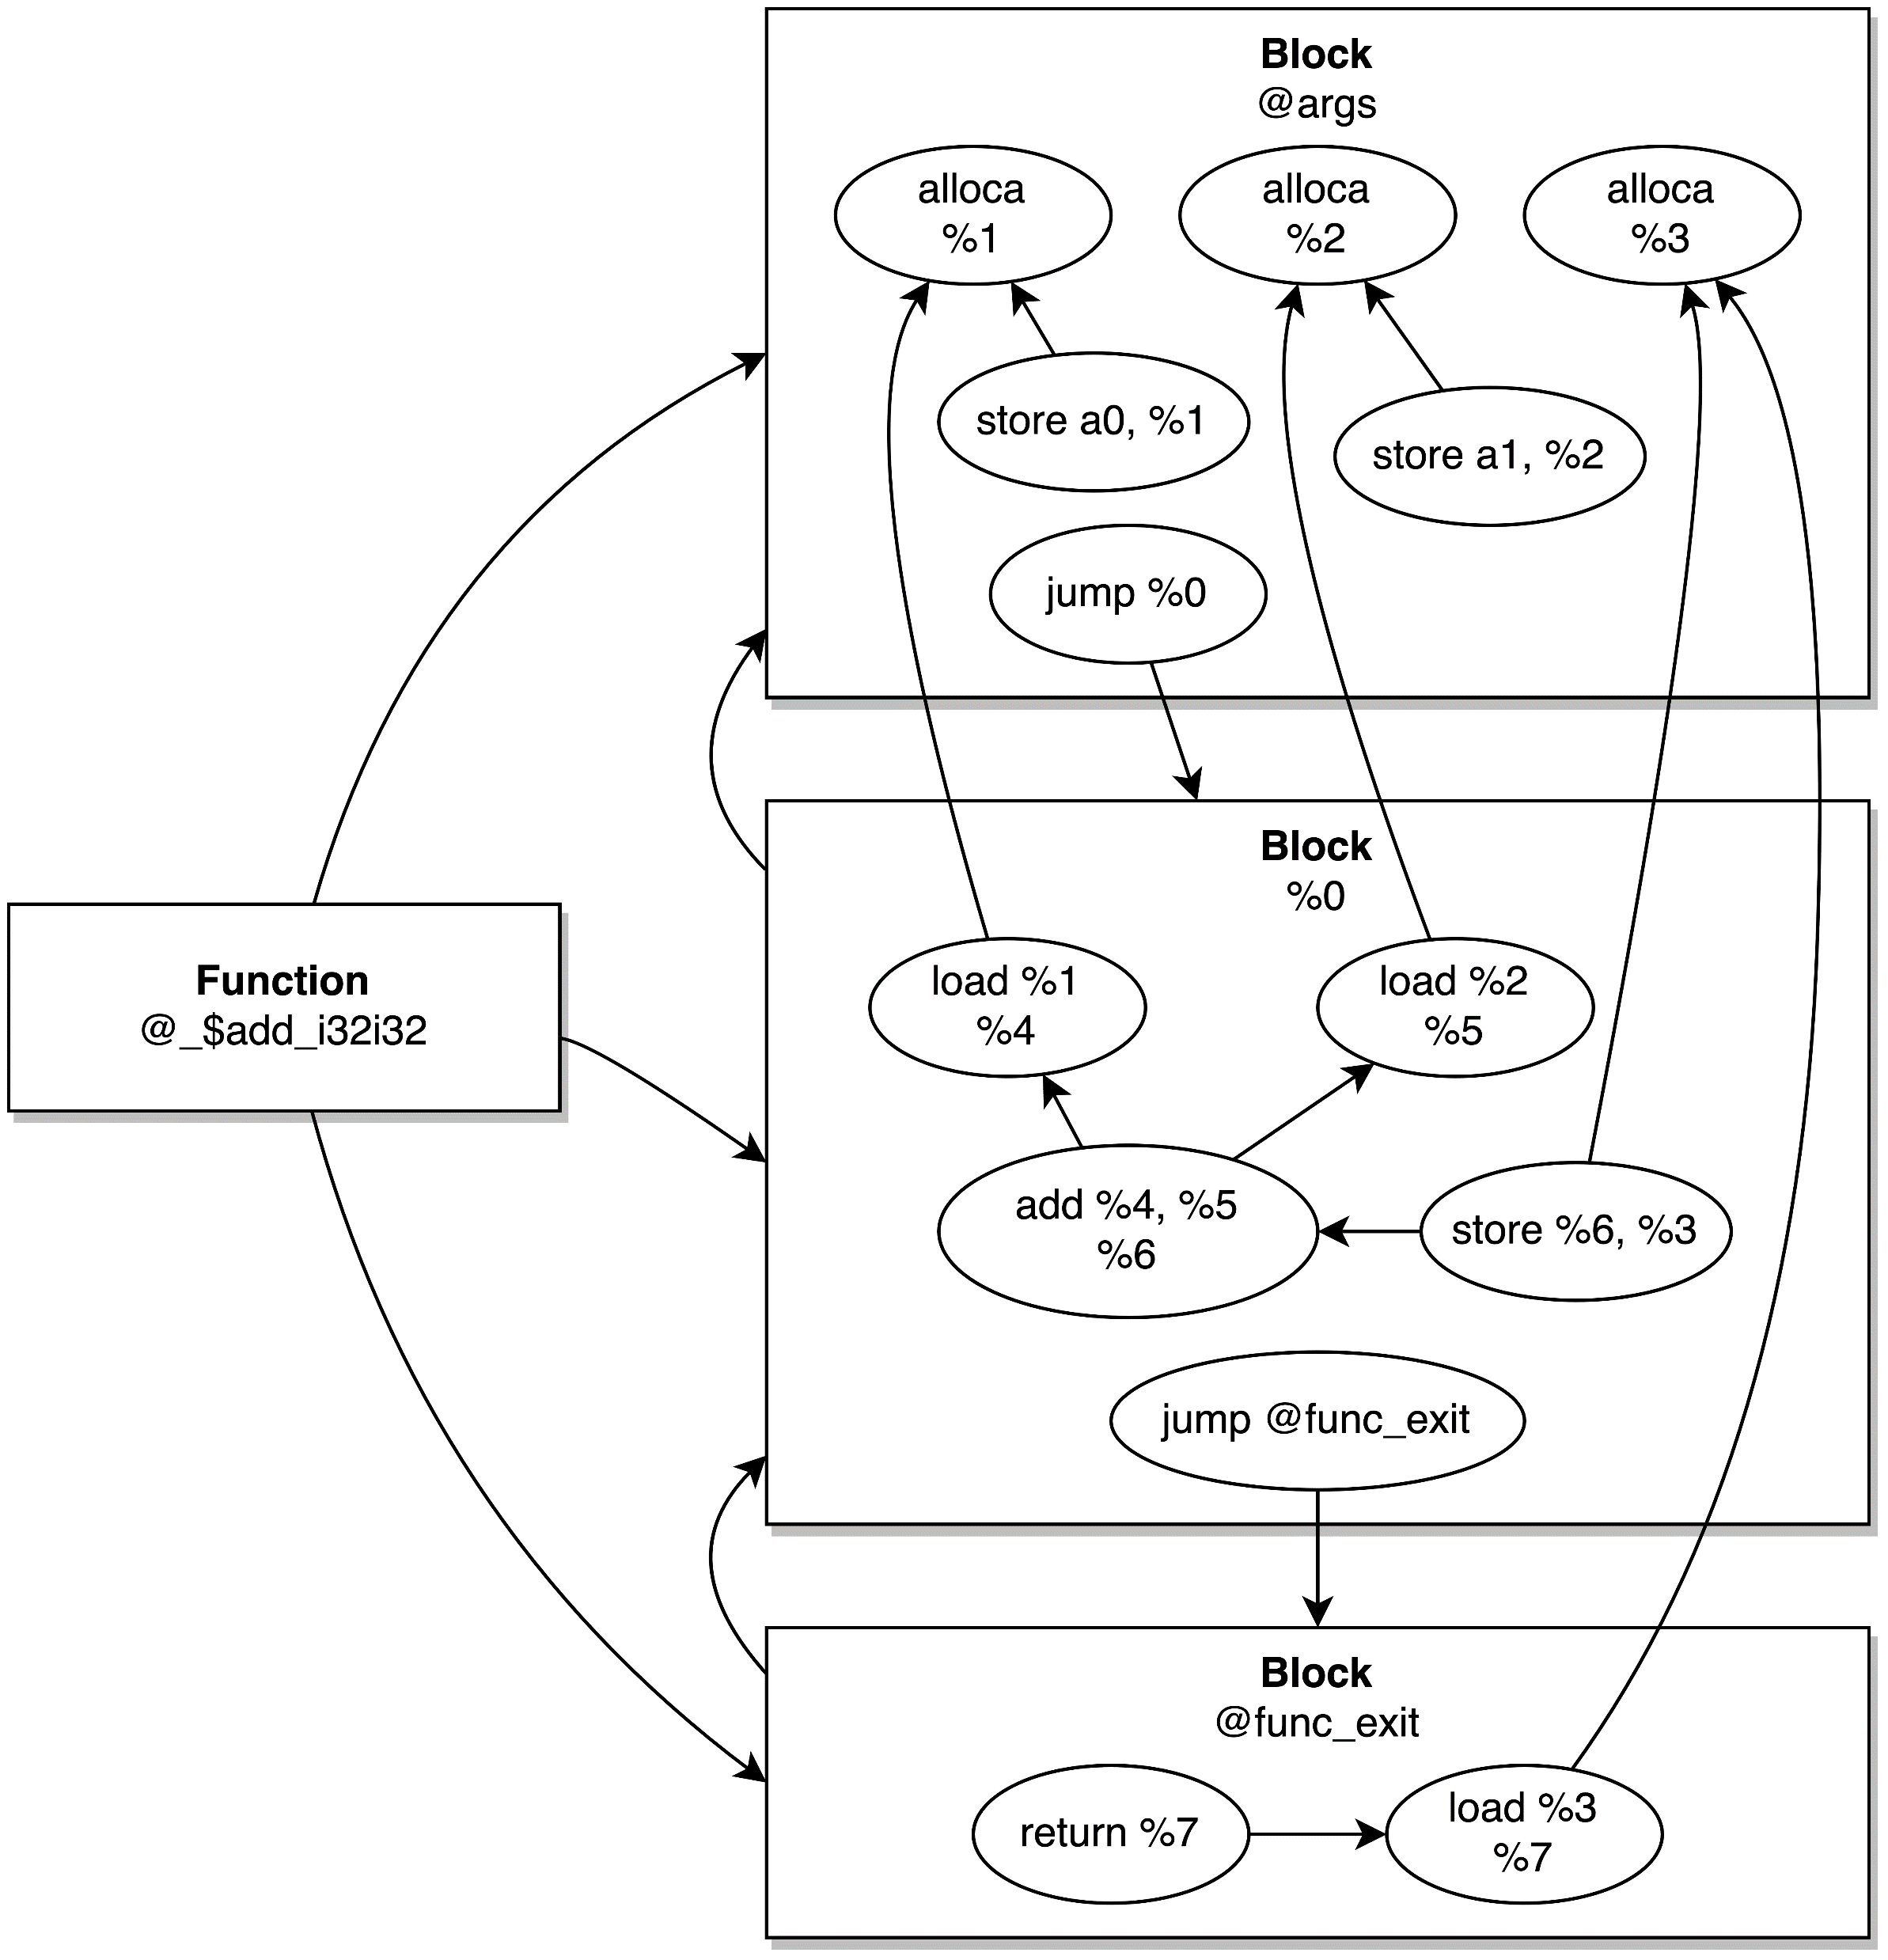 Block
@args
alloca
%1
alloca
%2
alloca
%3
store a0, %1
store a1, %2
jump %0
Function
@_$add_i32i32
Block
%0
load %1
%4
load %2
%5
add %4, %5
%6
store %6, %3
jump @func_exit
Block
@func_exit
return %7
load %3
%7